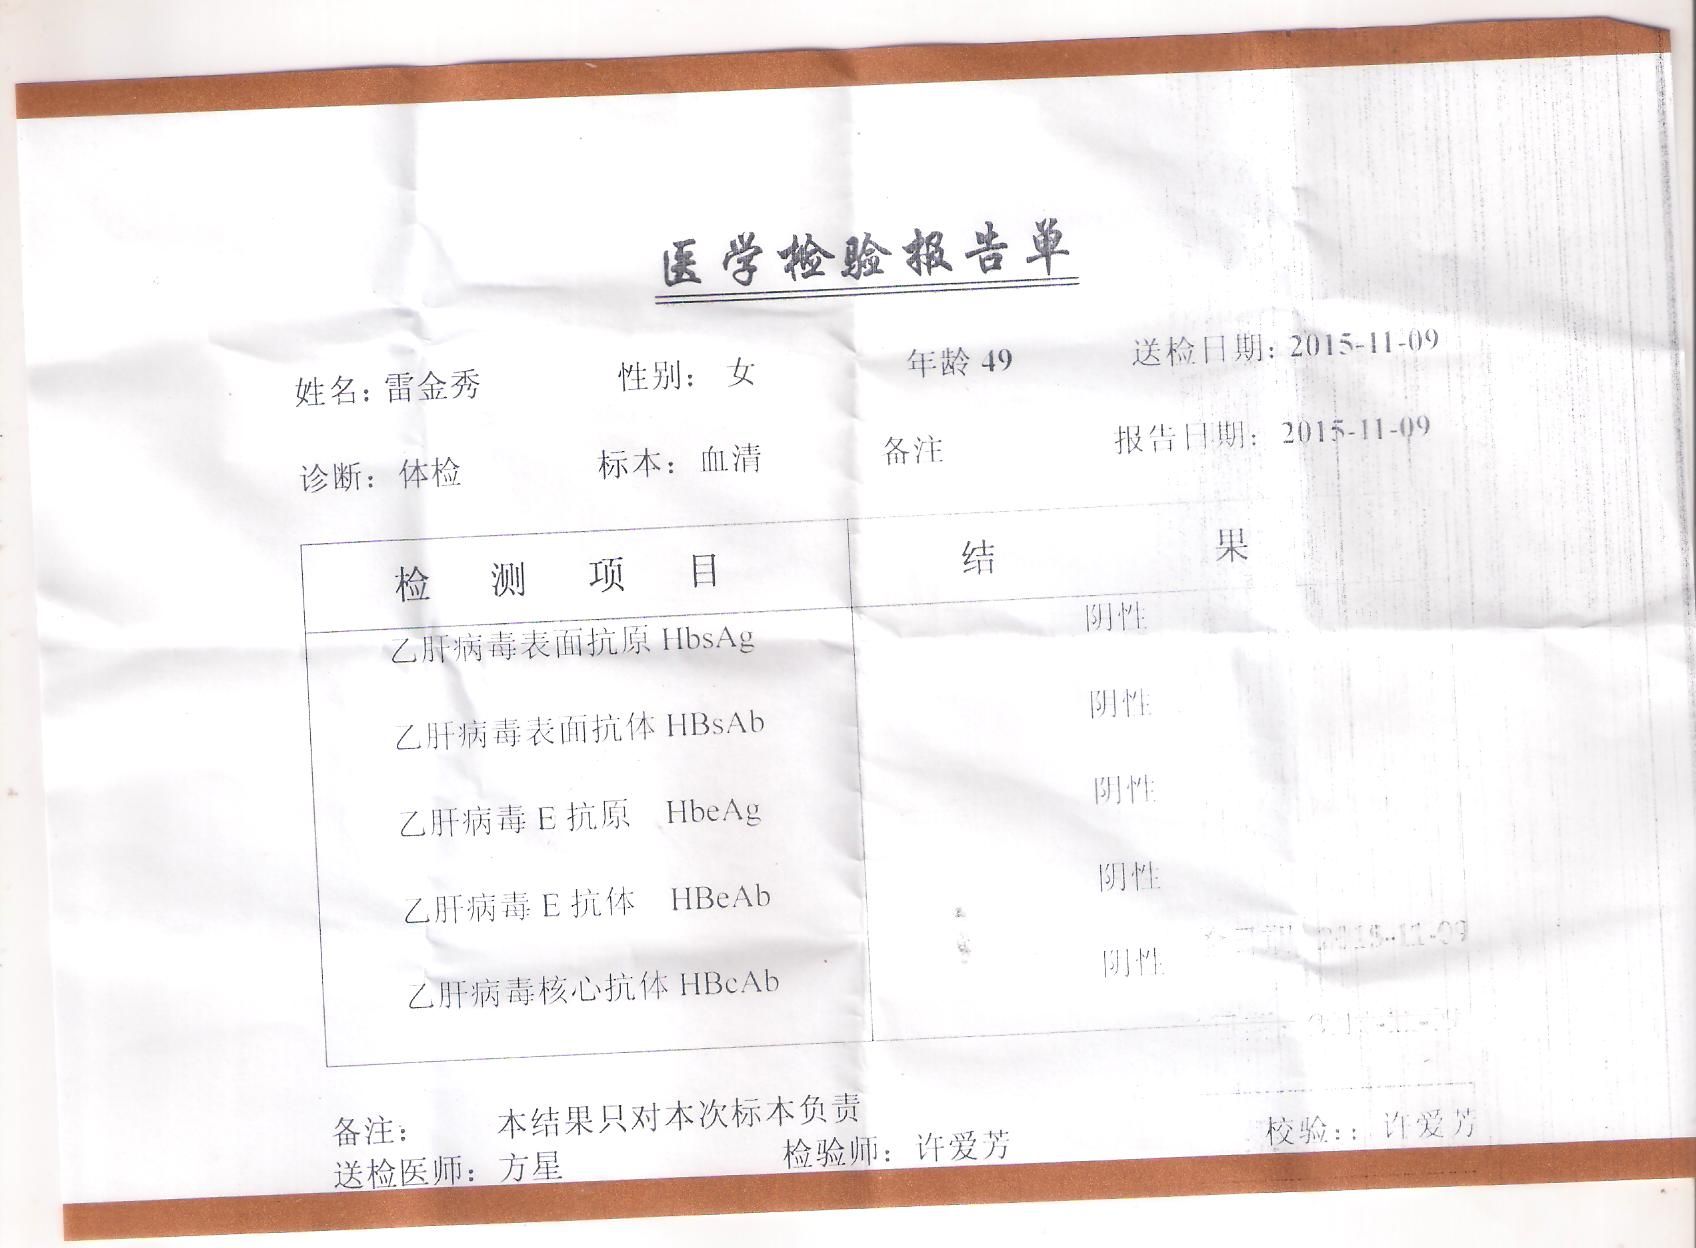 医学检验报告单
姓名：雷金秀 性别： 女 年龄 49 送检日期：2015-11-09
诊断： 体检 标本： 血清 备注 报告日期： 2015-11-09
检 测 项 目 结 果
乙肝病毒表面抗原 HbsAg 阴性
乙肝病毒表面抗体 HBsAb 阴性
乙肝病毒 E 抗原 HbeAg 阴性
乙肝病毒 E 抗体 HBeAb 阴性
乙肝病毒核心抗体 HBcAb 阴性
2015-11-09
备注： 本结果只对本次标本负责
送检医师： 方星 检验师： 许爱芳 校验：： 许爱芳